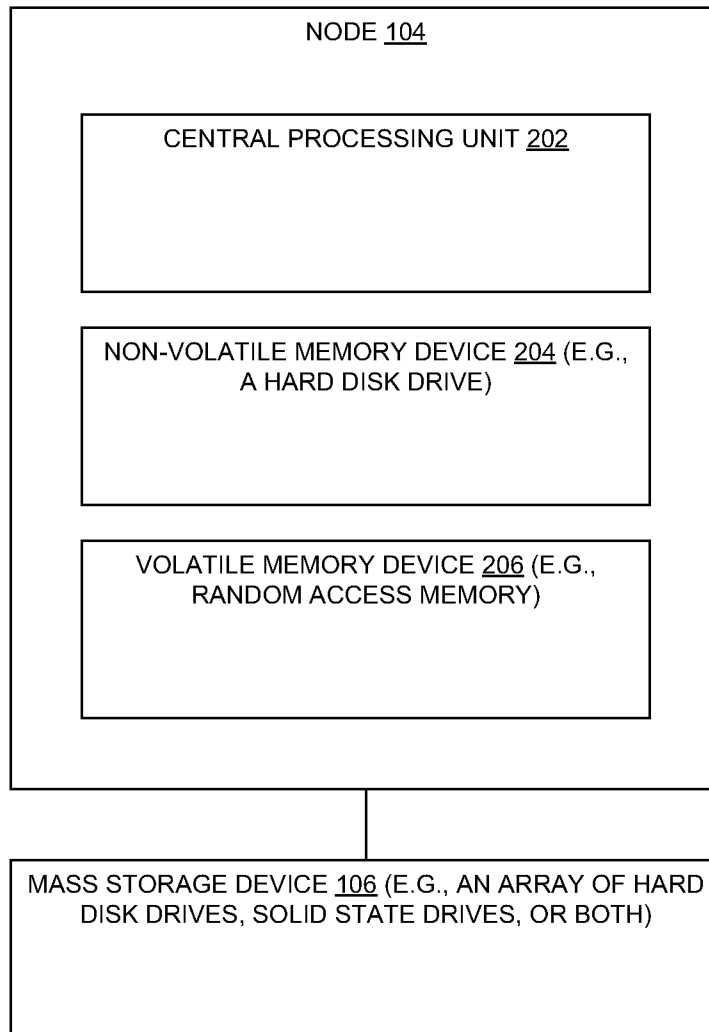 NODE 104
CENTRAL PROCESSING UNIT 202
NON-VOLATILE MEMORY DEVICE 204 (E.G.,
A HARD DISK DRIVE)
VOLATILE MEMORY DEVICE 206 (E.G.,
RANDOM ACCESS MEMORY)
MASS STORAGE DEVICE 106 (E.G., AN ARRAY OF HARD
DISK DRIVES, SOLID STATE DRIVES, OR BOTH)